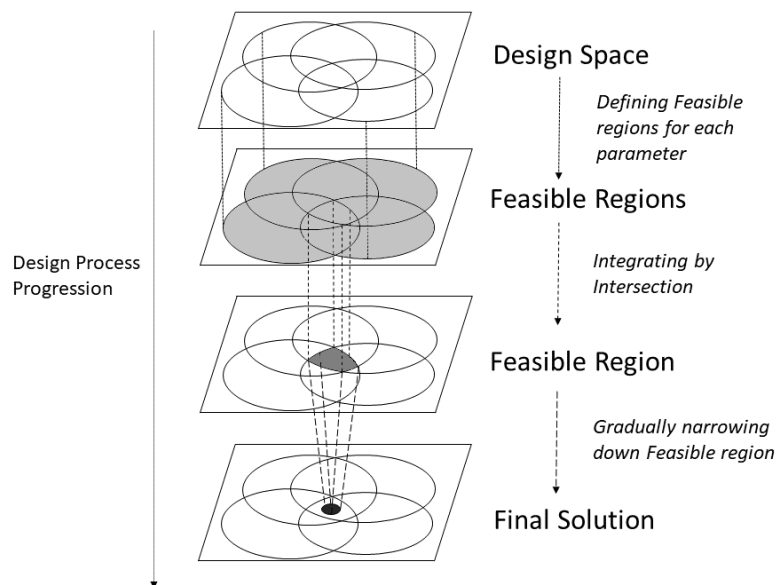 Design Space
Defining Feasible
regions for each
parameter
Feasible Regions
Design Process
Progression
Integrating by
Intersection
Feasible Region
Gradually narrowing
down Feasible region
Final Solution